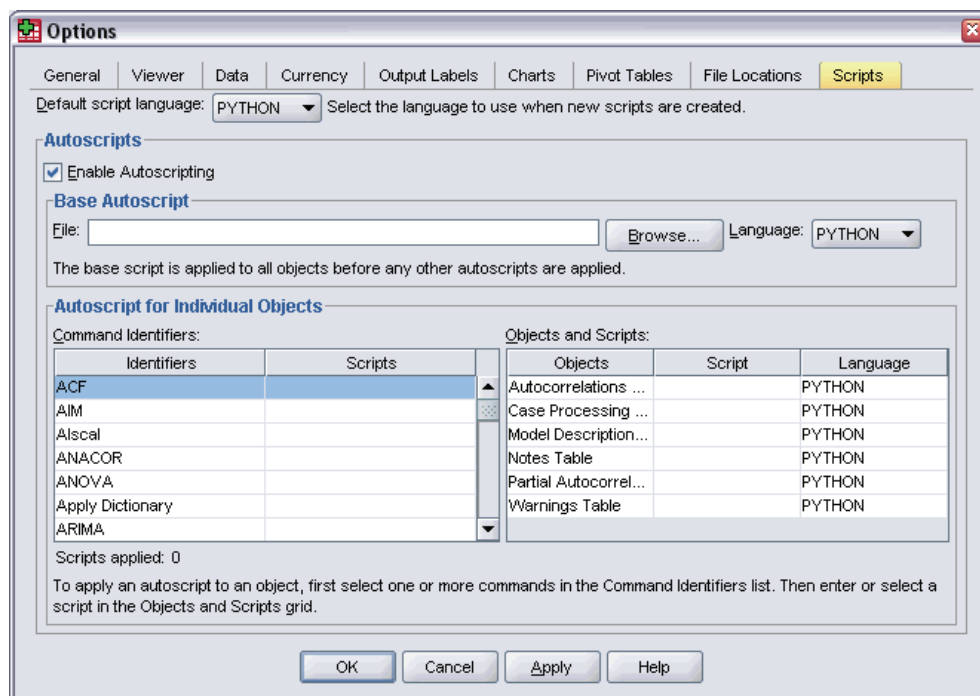 Options
General Viewer Data Currency Output Labels Charts Pivot Tables File Locations Scripts
Default script language: PYTHON Select the language to use when new scripts are created.
Autoscripts
Enable Autoscripting
Base Autoscript
File: Browse... Language: PYTHON
The base script is applied to all objects before any other autoscripts are applied.
Autoscript for Individual Objects
Command Identifiers: Objects and Scripts:
Identifiers Scripts Objects Script Language
ACF Autocorrelations ... PYTHON
AIM Case Processing ... PYTHON
Alscal Model Description... PYTHON
ANACOR Notes Table PYTHON
ANOVA Partial Autocorrel... PYTHON
Apply Dictionary Warnings Table PYTHON
ARIMA
Scripts applied: 0
To apply an autoscript to an object, first select one or more commands in the Command Identifiers list. Then enter or select a
script in the Objects and Scripts grid.
OK Cancel Apply Help